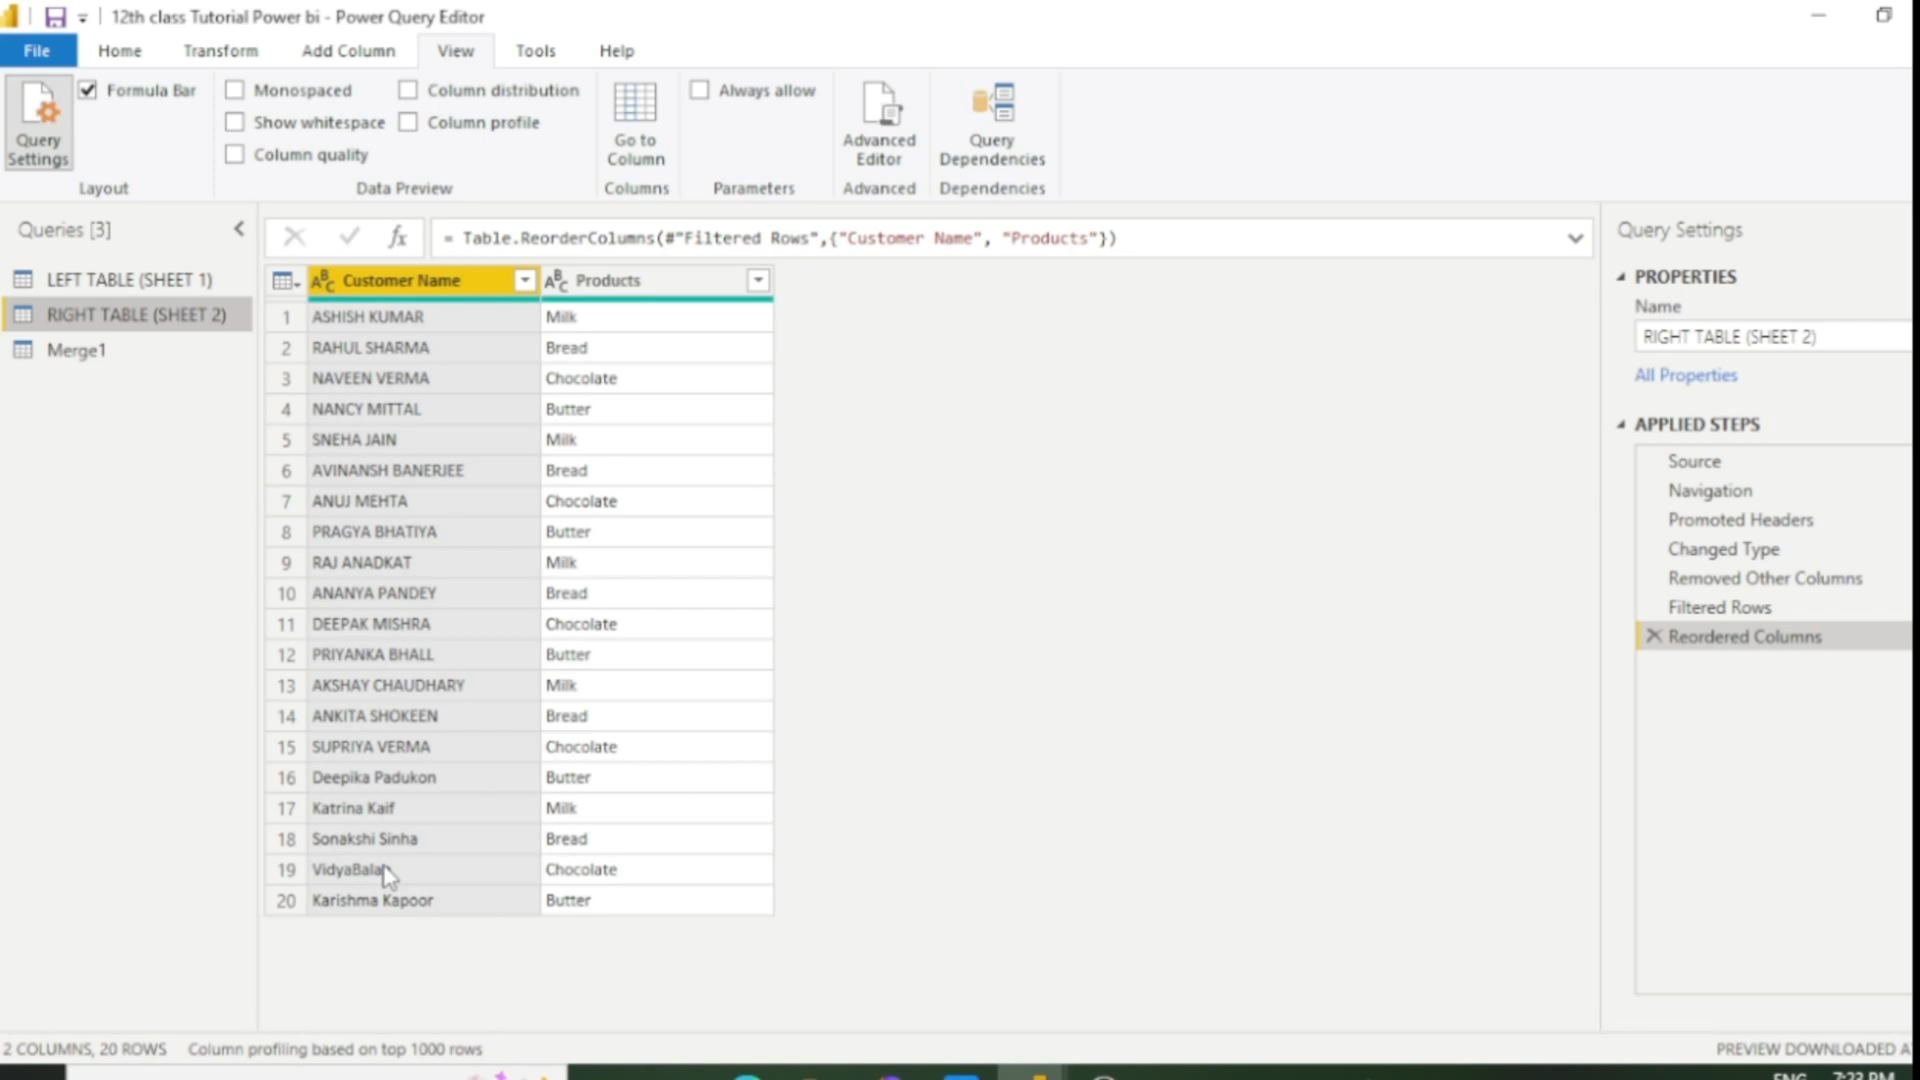 12th class Tutorial Power bi - Power Query Editor
File Home Transform Add Column View Tools Help
Query Settings
Formula Bar
Layout
Monospaced
Show whitespace
Column quality
Column distribution
Column profile
Data Preview
Go to Column
Columns
Always allow
Parameters
Advanced Editor
Advanced
Query Dependencies
Dependencies
Queries [3]
LEFT TABLE (SHEET 1)
RIGHT TABLE (SHEET 2)
Merge1
fx = Table.ReorderColumns(#"Filtered Rows",{"Customer Name", "Products"})
ABC Customer Name ABC Products
1 ASHISH KUMAR Milk
2 RAHUL SHARMA Bread
3 NAVEEN VERMA Chocolate
4 NANCY MITTAL Butter
5 SNEHA JAIN Milk
6 AVINANSH BANERJEE Bread
7 ANUJ MEHTA Chocolate
8 PRAGYA BHATIYA Butter
9 RAJ ANADKAT Milk
10 ANANYA PANDEY Bread
11 DEEPAK MISHRA Chocolate
12 PRIYANKA BHALL Butter
13 AKSHAY CHAUDHARY Milk
14 ANKITA SHOKEEN Bread
15 SUPRIYA VERMA Chocolate
16 Deepika Padukon Butter
17 Katrina Kaif Milk
18 Sonakshi Sinha Bread
19 Chocolate
20 Karishma Kapoor Butter
Query Settings
PROPERTIES
Name
RIGHT TABLE (SHEET 2)
All Properties
APPLIED STEPS
Source
Navigation
Promoted Headers
Changed Type
Removed Other Columns
Filtered Rows
Reordered Columns
2 COLUMNS, 20 ROWS Column profiling based on top 1000 rows
PREVIEW DOWNLOADED
ENG 7:23 PM